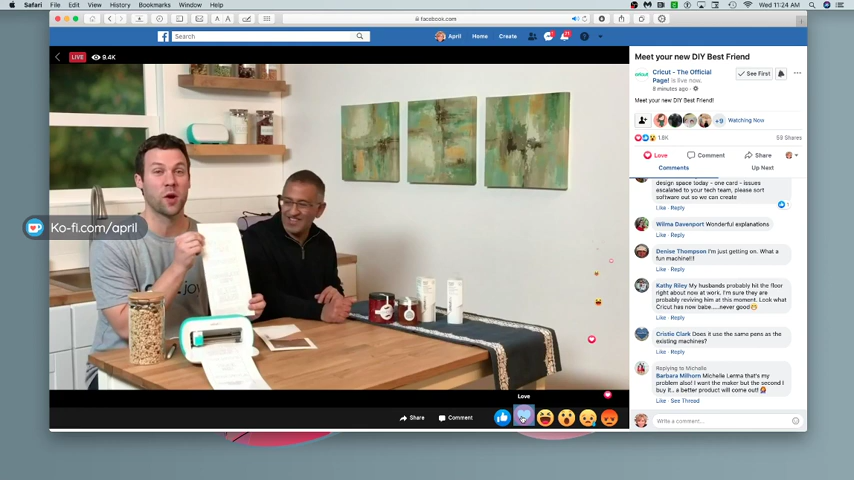 Safari File Edit View History Bookmarks Window Help
Wed 11:24 AM
facebook.com
Search
April Home Create
LIVE 9.4K
Ko-fi.com/april
joy
Love
Share Comment
Meet your new DIY Best Friend
Cricut - The Official
Page!
is live now.
8 minutes ago
See First
Meet your new DIY Best Friend!
+9 Watching Now
59 Shares
Love Comment Share
Comments Up Next
design space today - one card - issues
escalated to your tech team, please sort
software out so we can create
1
Like · Reply
Wilma Davenport Wonderful explanations
Like · Reply
Denise Thompson I'm just getting on. What a
fun machine!!
Like · Reply
Kathy Riley My husbands probably hit the floor
right about now at work. I'm sure they are
probably reviving him at this moment. Look what
Cricut has now babe.....never good
Like · Reply
Cristie Clark Does it use the same pens as the
existing machines?
Like · Reply
Replying to Michelle
Barbara Milhorn Michelle Lerma that's my
problem also! I want the maker but the second I
buy it.. a better product will come out!
Like · See Thread
Write a comment...